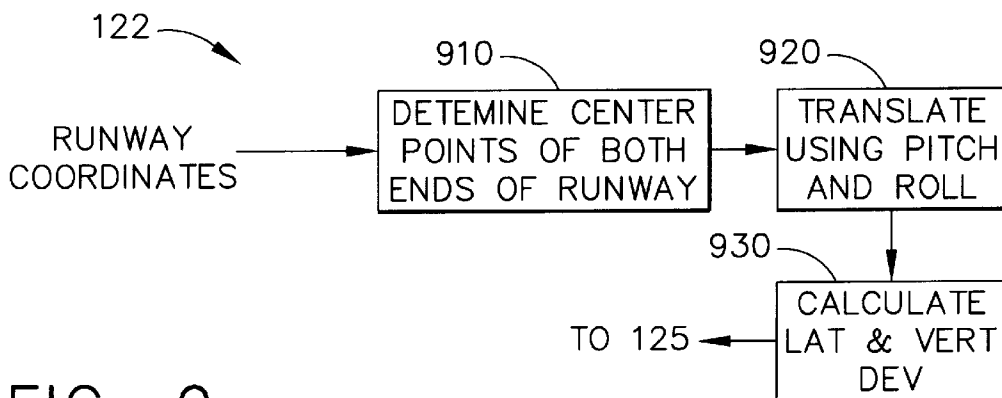 122
910
920
RUNWAY
COORDINATES
DETEMINE CENTER
POINTS OF BOTH
ENDS OF RUNWAY
TRANSLATE
USING PITCH
AND ROLL
930
TO 125
CALCULATE
LAT & VERT
DEV
FIG.